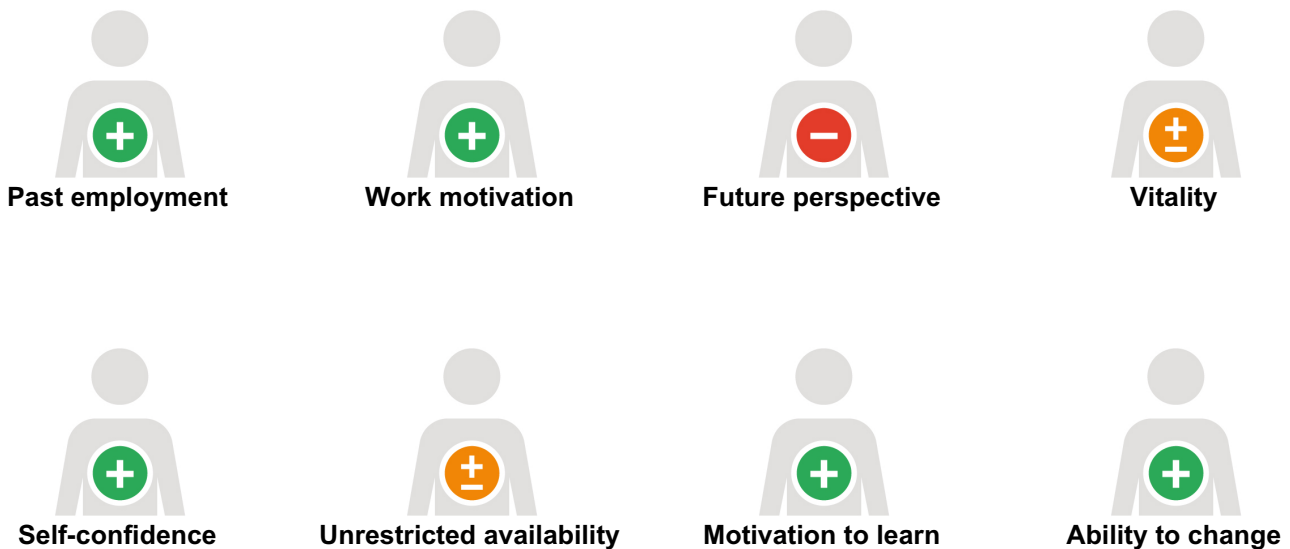 Past employment
Work motivation
Future perspective
Vitality
Self-confidence
Unrestricted availability
Motivation to learn
Ability to change